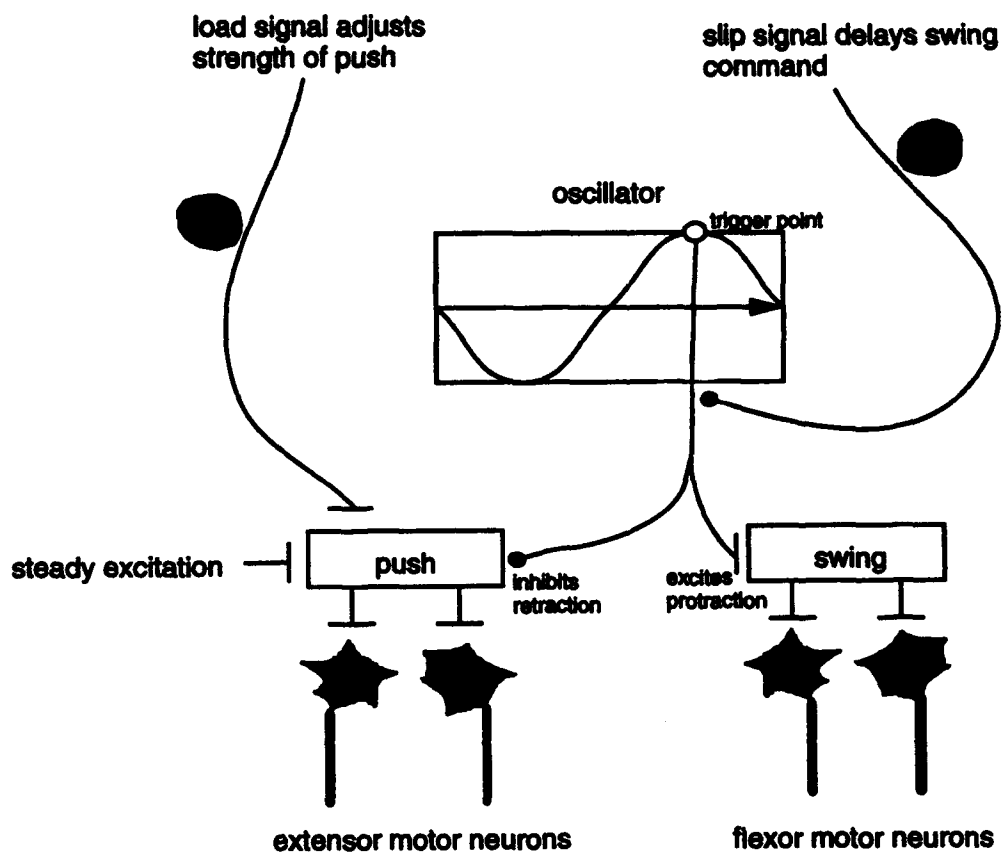 load signal adjusts
strength of push
slip signal delays swing
command
oscillator
trigger point
steady excitation
push
inhibits
retraction
excites
protraction
swing
extensor motor neurons
flexor motor neurons